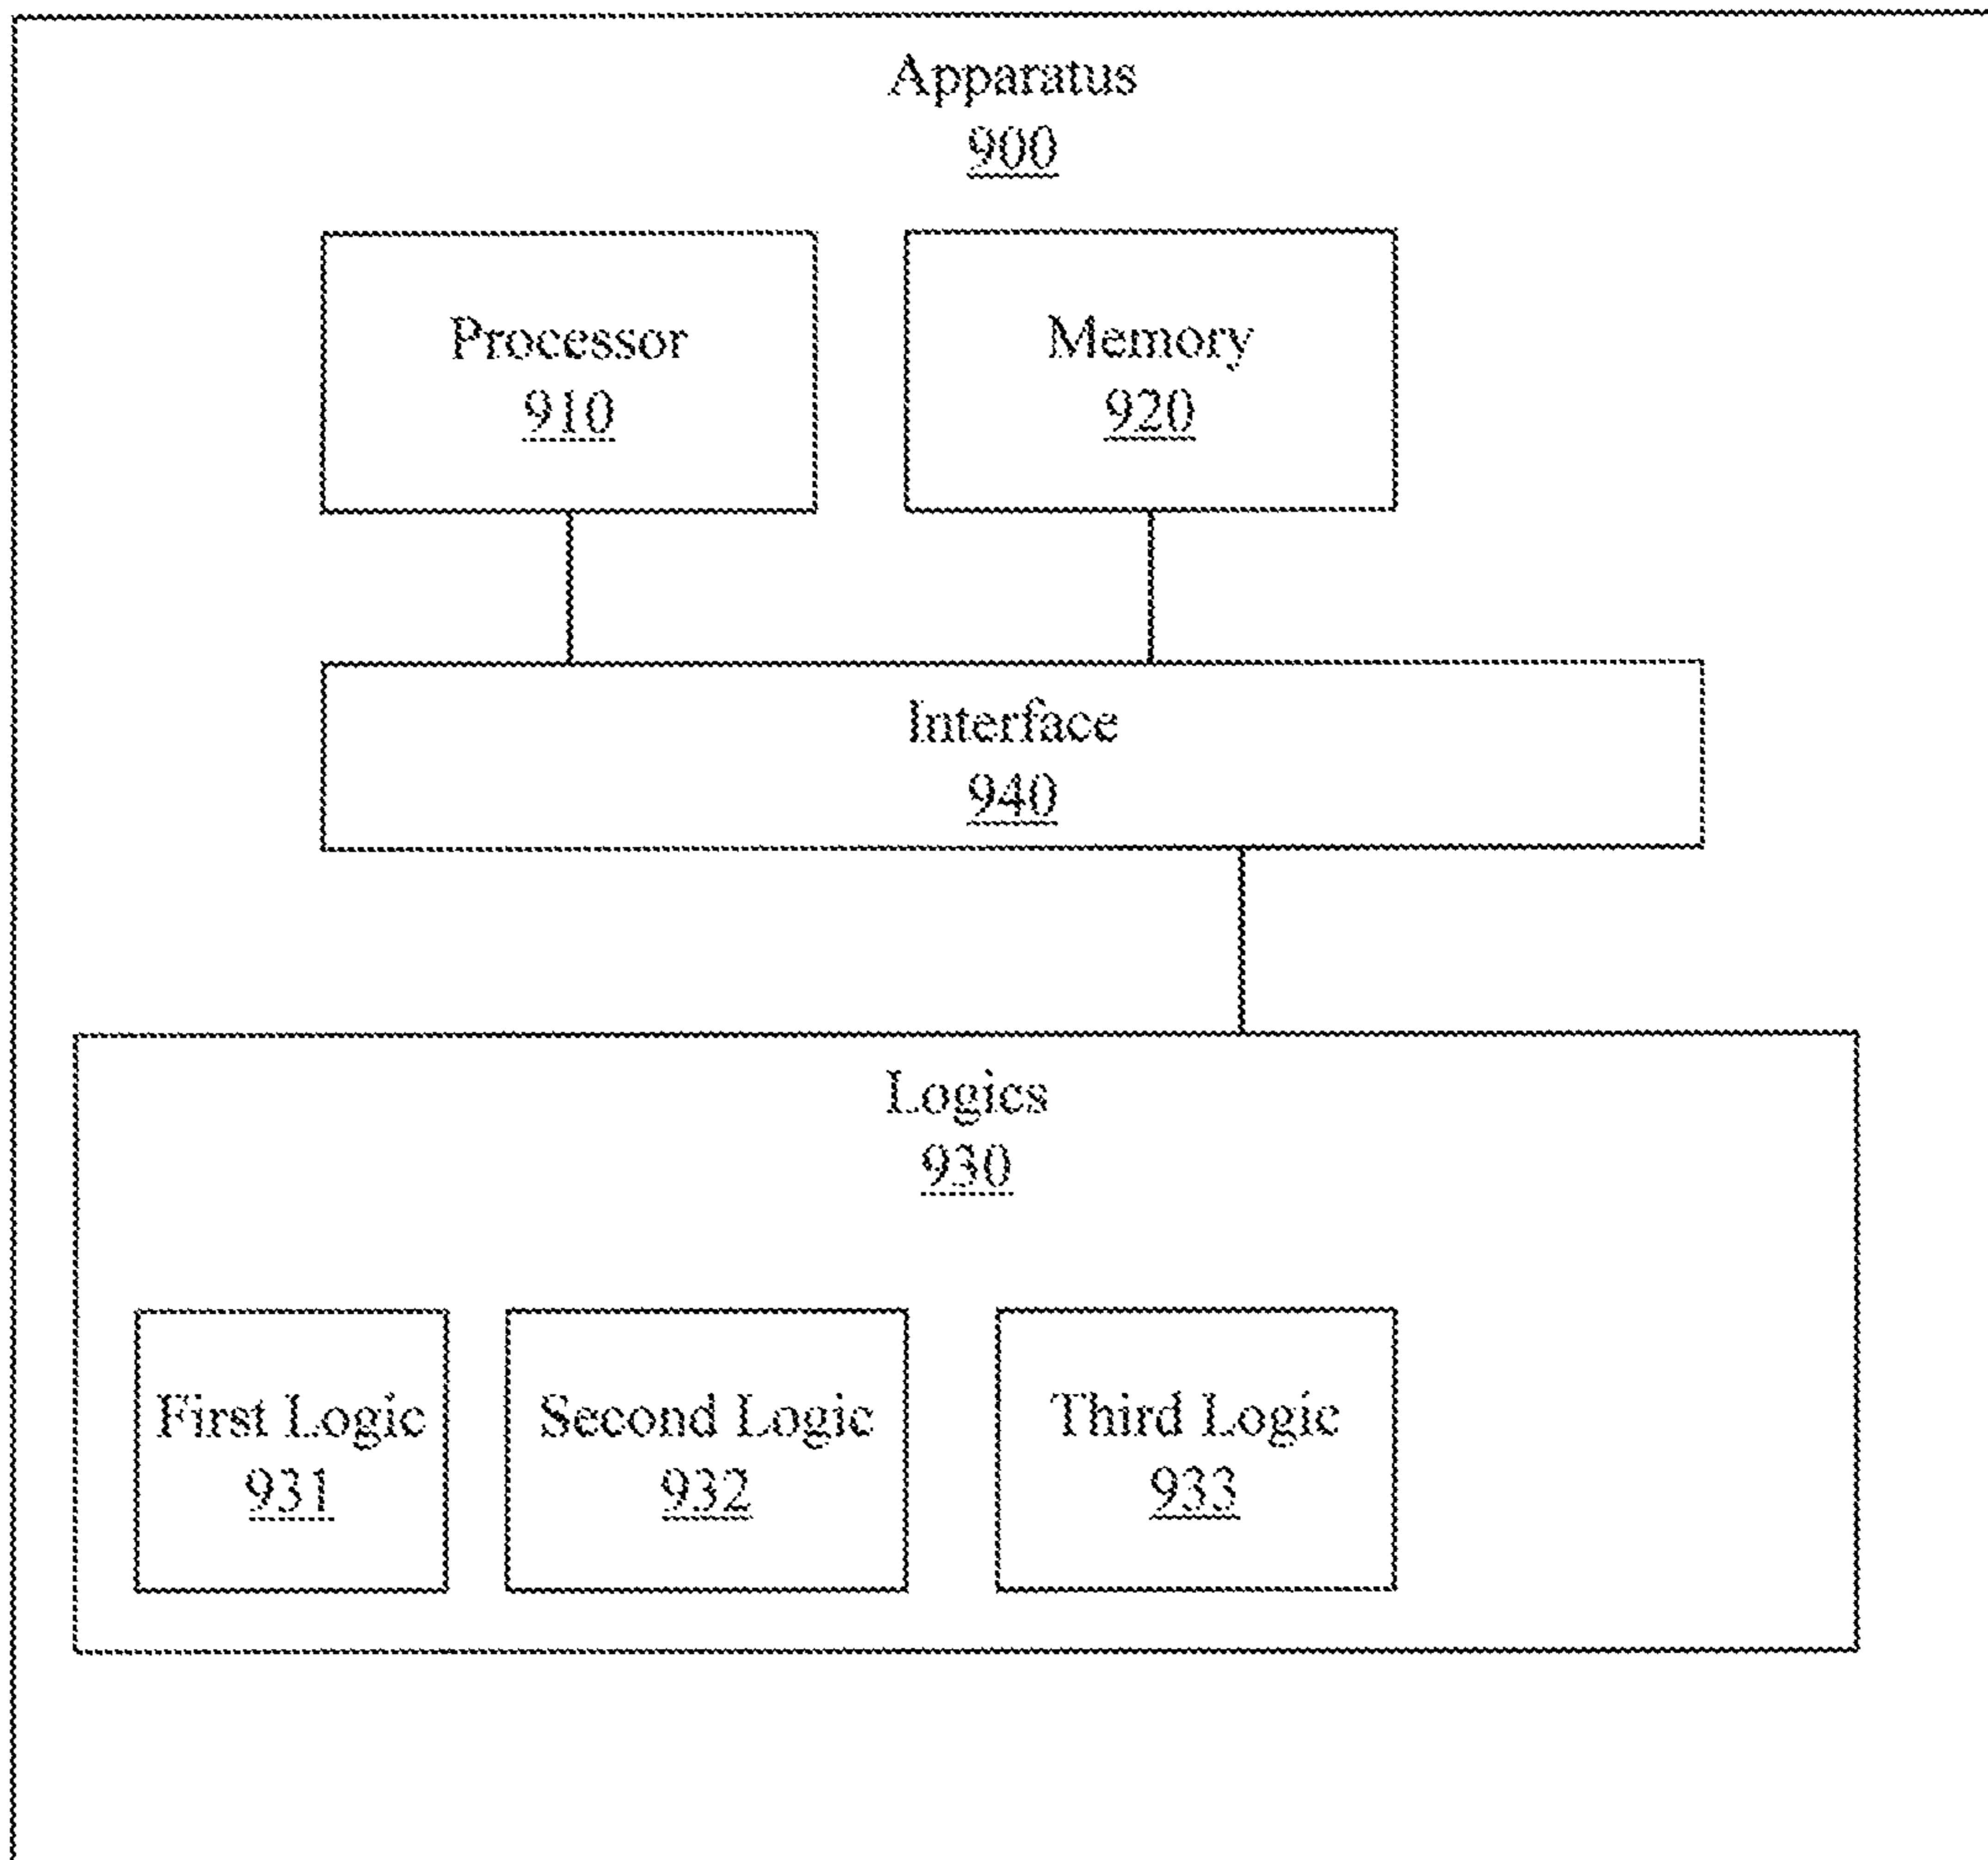 Apparatus
900
Processor
910
Memory
920
Interface
940
Logics
930
First Logic
931
Second Logic
932
Third Logic
933